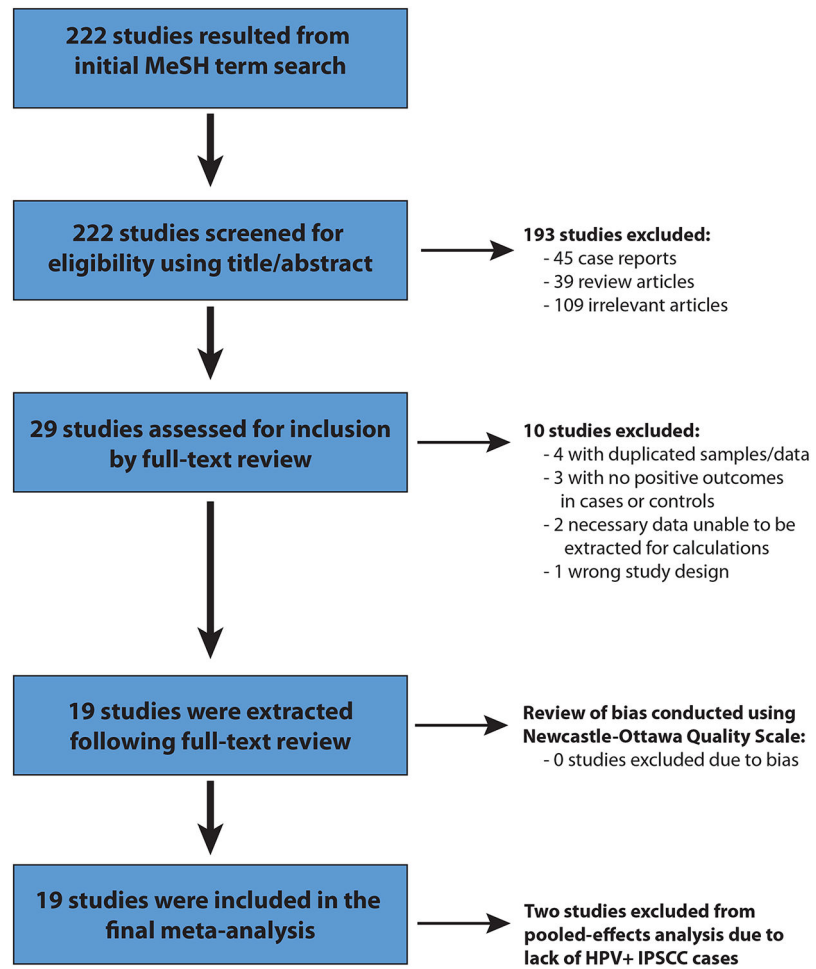 222 studies resulted from
initial MeSH term search
222 studies screened for
eligibility using title/abstract
193 studies excluded:
- 45 case reports
- 39 review articles
- 109 irrelevant articles
29 studies assessed for inclusion
by full-text review
10 studies excluded:
- 4 with duplicated samples/data
- 3 with no positive outcomes
in cases or controls
- 2 necessary data unable to be
extracted for calculations
- 1 wrong study design
19 studies were extracted
following full-text review
Review of bias conducted using
Newcastle-Ottawa Quality Scale:
- 0 studies excluded due to bias
19 studies were included in the
final meta-analysis
Two studies excluded from
pooled-effects analysis due to
lack of HPV+ IPSCC cases